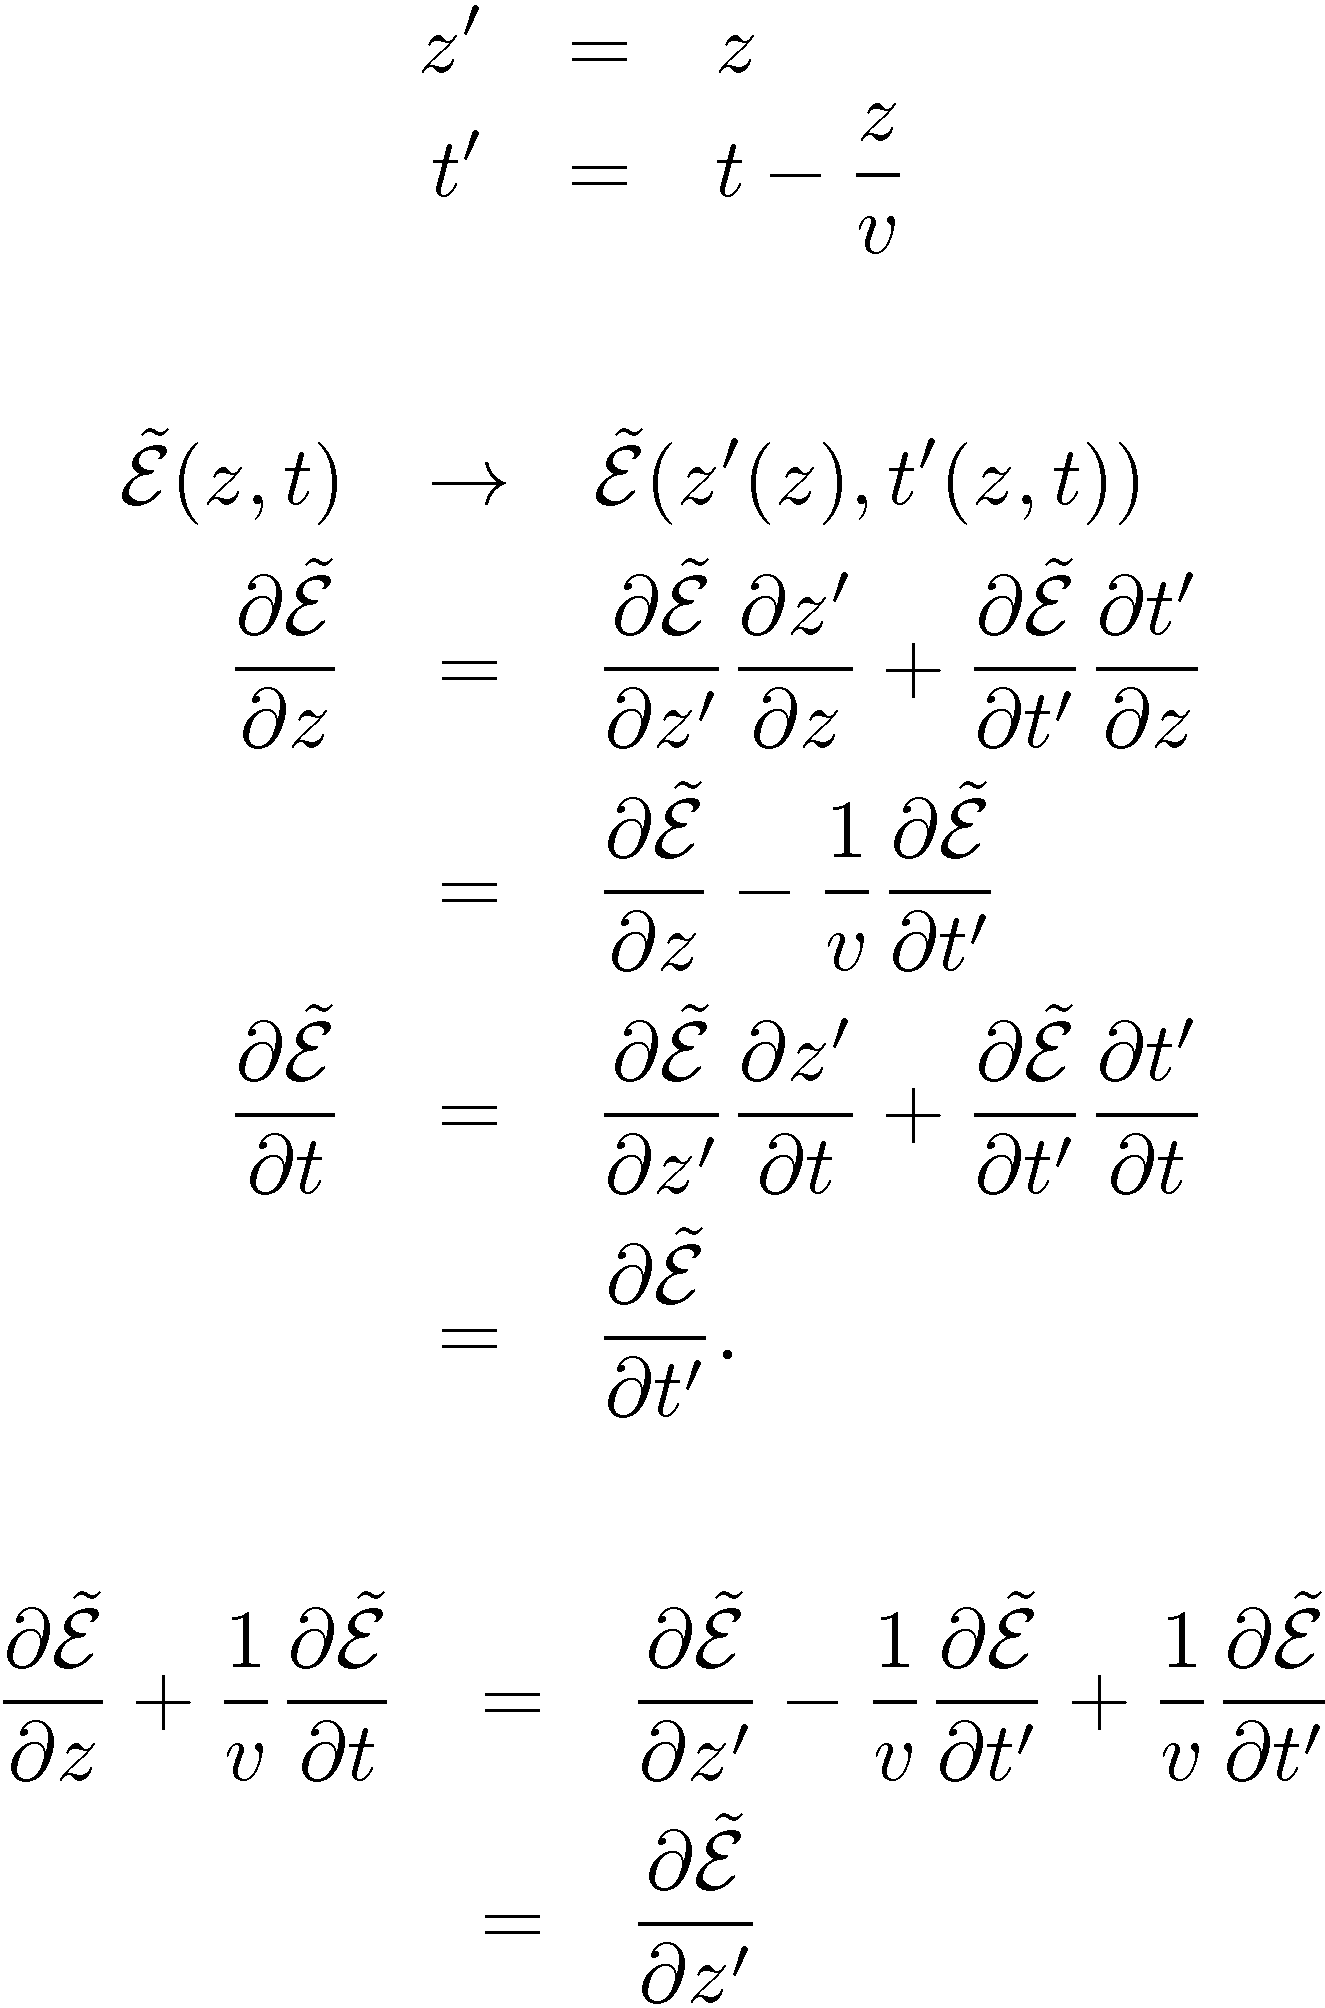 z′ = z
t′ = t − z/v
ℰ̃(z, t) → ℰ̃(z′(z), t′(z, t))
∂ℰ̃/∂z = ∂ℰ̃/∂z′ ∂z′/∂z + ∂ℰ̃/∂t′ ∂t′/∂z
= ∂ℰ̃/∂z − 1/v ∂ℰ̃/∂t′
∂ℰ̃/∂t = ∂ℰ̃/∂z′ ∂z′/∂t + ∂ℰ̃/∂t′ ∂t′/∂t
= ∂ℰ̃/∂t′.
∂ℰ̃/∂z + 1/v ∂ℰ̃/∂t = ∂ℰ̃/∂z′ − 1/v ∂ℰ̃/∂t′ + 1/v ∂ℰ̃/∂t′
= ∂ℰ̃/∂z′